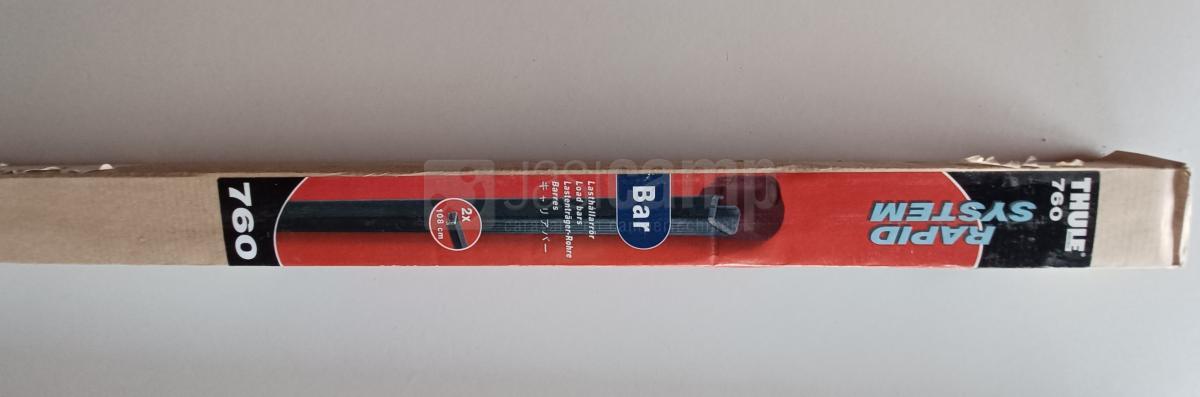 THULE
760
RAPID
SYSTEM
Bar
Lasthållarrör
Load bars
Lastenträger-Rohre
Barres
キャリアバー
2x
108 cm
760